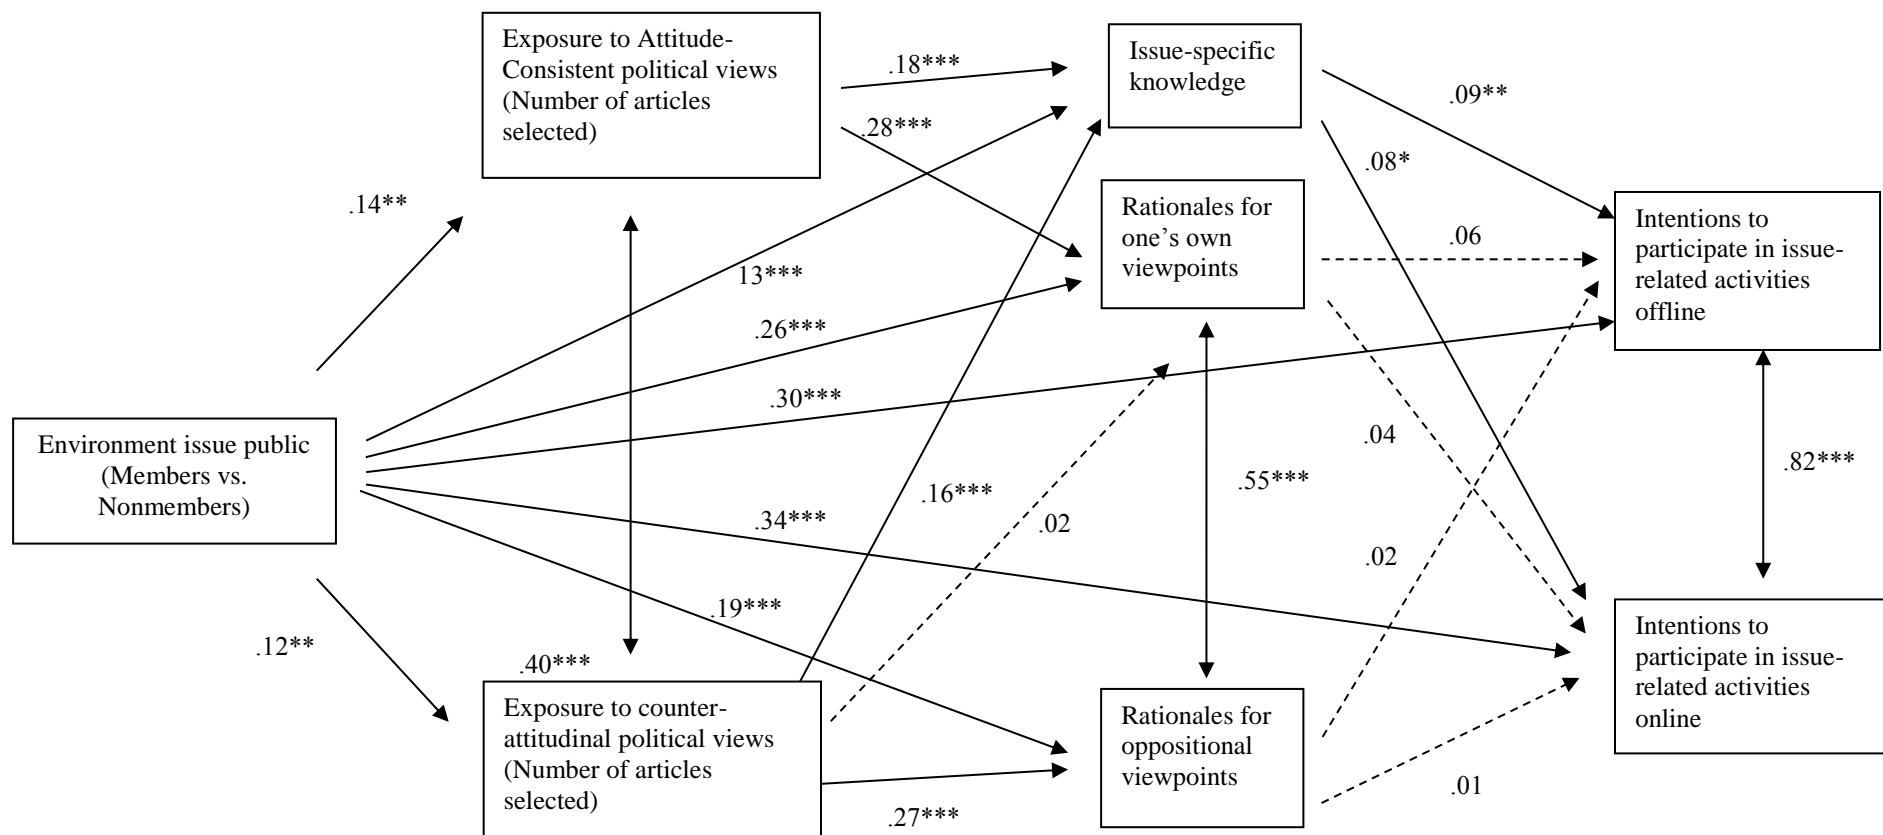 Exposure to Attitude-
Consistent political views
(Number of articles
selected)
Issue-specific
knowledge
.18***
.28***
.09**
.08*
.14**
Rationales for
one’s own
viewpoints
.06
Intentions to
participate in issue-
related activities
offline
13***
.26***
.30***
Environment issue public
(Members vs.
Nonmembers)
.04
.82***
.16***
.55***
.34***
.02
.02
.19***
.12**
.40***
Exposure to counter-
attitudinal political views
(Number of articles
selected)
Rationales for
oppositional
viewpoints
Intentions to
participate in issue-
related activities
online
.01
.27***